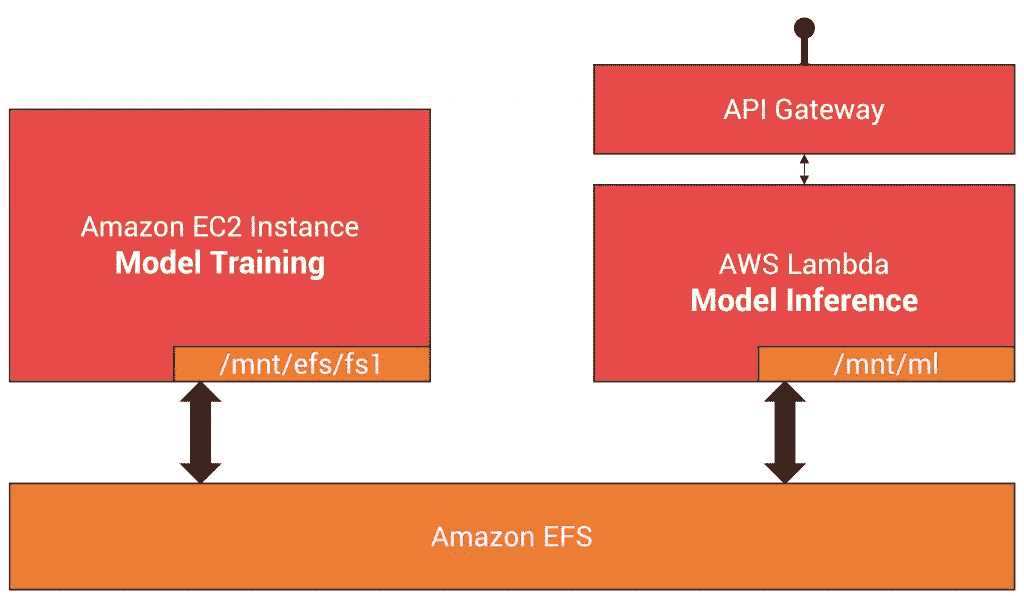 API Gateway
Amazon EC2 Instance
Model Training
/mnt/efs/fs1
AWS Lambda
Model Inference
/mnt/ml
Amazon EFS